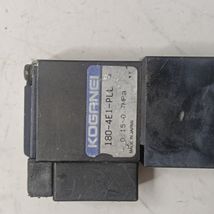 KOGANEI
180-4E1-PLL
0.15-0.7MPa
MADE IN JAPAN